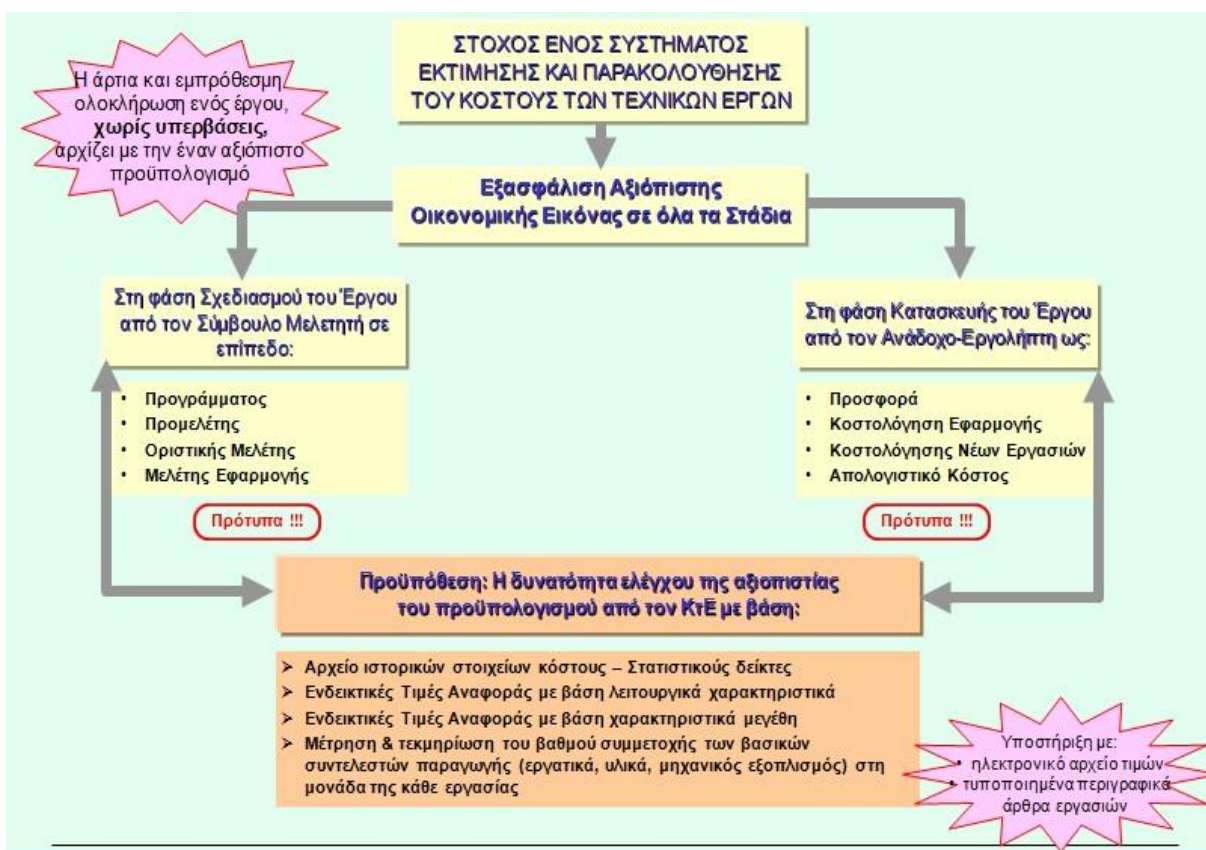 Η άρτια και εμπρόθεσμη
ολοκλήρωση ενός έργου,
χωρίς υπερβάσεις,
αρχίζει με την έναν αξιόπιστο
προϋπολογισμό
ΣΤΟΧΟΣ ΕΝΟΣ ΣΥΣΤΗΜΑΤΟΣ
ΕΚΤΙΜΗΣΗΣ ΚΑΙ ΠΑΡΑΚΟΛΟΥΘΗΣΗΣ
ΤΟΥ ΚΟΣΤΟΥΣ ΤΩΝ ΤΕΧΝΙΚΩΝ ΕΡΓΩΝ
Εξασφάλιση Αξιόπιστης
Οικονομικής Εικόνας σε όλα τα Στάδια
Στη φάση Σχεδιασμού του Έργου
από τον Σύμβουλο Μελετητή σε
επίπεδο:
• Προγράμματος
• Προμελέτης
• Οριστικής Μελέτης
• Μελέτης Εφαρμογής
Πρότυπα !!!
Στη φάση Κατασκευής του Έργου
από τον Ανάδοχο-Εργολήπτη ως:
• Προσφορά
• Κοστολόγηση Εφαρμογής
• Κοστολόγησης Νέων Εργασιών
• Απολογιστικό Κόστος
Πρότυπα !!!
Προϋπόθεση: Η δυνατότητα ελέγχου της αξιοπιστίας
του προϋπολογισμού από τον ΚτΕ με βάση:
➢ Αρχείο ιστορικών στοιχείων κόστους – Στατιστικούς δείκτες
➢ Ενδεικτικές Τιμές Αναφοράς με βάση λειτουργικά χαρακτηριστικά
➢ Ενδεικτικές Τιμές Αναφοράς με βάση χαρακτηριστικά μεγέθη
➢ Μέτρηση & τεκμηρίωση του βαθμού συμμετοχής των βασικών
συντελεστών παραγωγής (εργατικά, υλικά, μηχανικός εξοπλισμός) στη
μονάδα της κάθε εργασίας
Υποστήριξη με:
• ηλεκτρονικό αρχείο τιμών
• τυποποιημένα περιγραφικά
άρθρα εργασιών